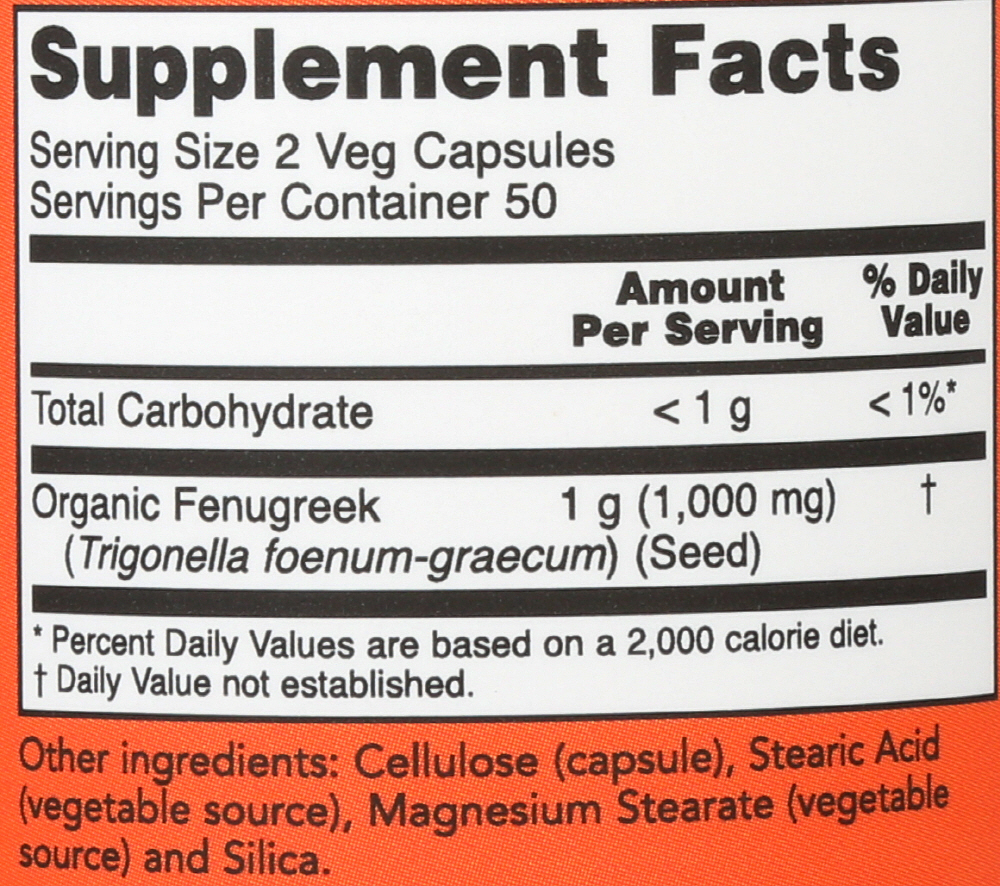 Supplement Facts
Serving Size 2 Veg Capsules
Servings Per Container 50
Amount Per Serving
% Daily Value
Total Carbohydrate < 1 g < 1%*
Organic Fenugreek 1 g (1,000 mg) †
(Trigonella foenum-graecum) (Seed)
* Percent Daily Values are based on a 2,000 calorie diet.
† Daily Value not established.
Other ingredients: Cellulose (capsule), Stearic Acid
(vegetable source), Magnesium Stearate (vegetable
source) and Silica.